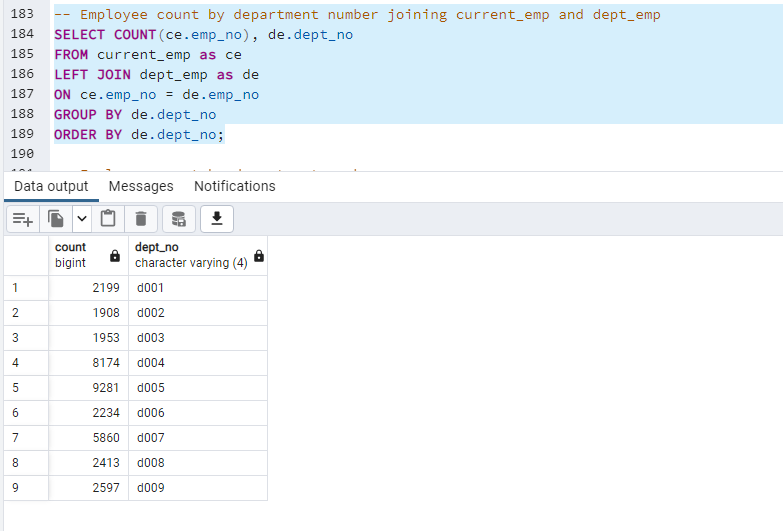 183 -- Employee count by department number joining current_emp and dept_emp
184 SELECT COUNT(ce.emp_no), de.dept_no
185 FROM current_emp as ce
186 LEFT JOIN dept_emp as de
187 ON ce.emp_no = de.emp_no
188 GROUP BY de.dept_no
189 ORDER BY de.dept_no;
190
Data output Messages Notifications
count dept_no
bigint character varying (4)
1 2199 d001
2 1908 d002
3 1953 d003
4 8174 d004
5 9281 d005
6 2234 d006
7 5860 d007
8 2413 d008
9 2597 d009